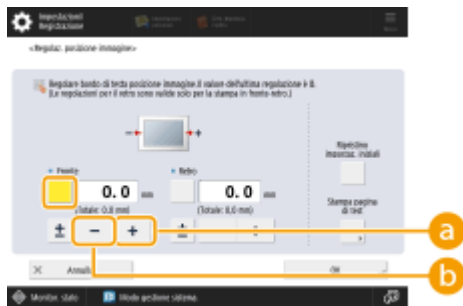 Impostazioni/
Registrazione
<Regolaz. posizione immagine>
Regolare bordo di testa posizione immagine.Il valore dell'ultima regolazione è 0.
(Le regolazioni per il retro sono valide solo per la stampa in fronte-retro.)
- +
Fronte
Retro
0. 0 mm
0. 0 mm
(Totale: 0,0 mm)
(Totale: 0,0 mm)
± - +
±
Ripristino
impostaz. iniziali
Stampa pagina
di test
a
b
Annulla
OK
Monitor. stato
Modo gestione sistema.